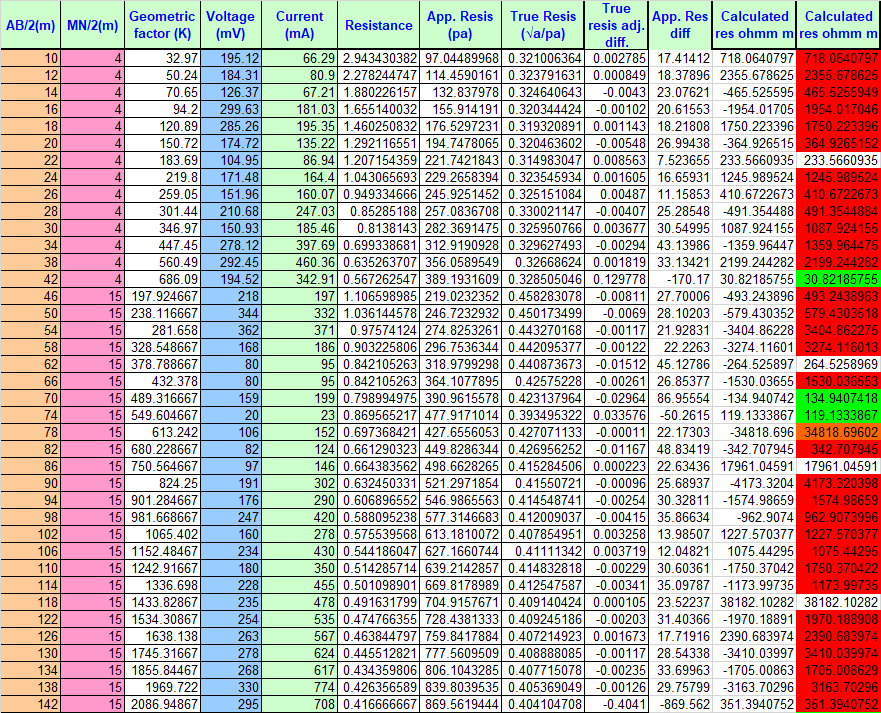 AB/2(m) MN/2(m) Geometric factor (K) Voltage (mV) Current (mA) Resistance App. Resis (pa) True Resis (√a/pa) True resis adj. diff. App. Res diff Calculated res ohmm m Calculated res ohmm m
10 4 32.97 195.12 66.29 2.943430382 97.04489968 0.321006364 0.002785 17.41412 718.0640797 718.0640797
12 4 50.24 184.31 80.9 2.278244747 114.4590161 0.323791631 0.000849 18.37896 2355.678625 2355.678625
14 4 70.65 126.37 67.21 1.880226157 132.837978 0.324640643 -0.0043 23.07621 -465.525595 465.5255949
16 4 94.2 299.63 181.03 1.655140032 155.914191 0.320344424 -0.00102 20.61553 -1954.01705 1954.017046
18 4 120.89 285.26 195.35 1.460250832 176.5297231 0.319320891 0.001143 18.21808 1750.223396 1750.223396
20 4 150.72 174.72 135.22 1.292116551 194.7478065 0.320463602 -0.00548 26.99438 -364.926515 364.9265152
22 4 183.69 104.95 86.94 1.207154359 221.7421843 0.314983047 0.008563 7.523655 233.5660935 233.5660935
24 4 219.8 171.48 164.4 1.043065693 229.2658394 0.323545934 0.001605 16.65931 1245.989524 1245.989524
26 4 259.05 151.96 160.07 0.949334666 245.9251452 0.325151084 0.00487 11.15853 410.6722673 410.6722673
28 4 301.44 210.68 247.03 0.85285188 257.0836708 0.330021147 -0.00407 25.28548 -491.354488 491.3544884
30 4 346.97 150.93 185.46 0.8138143 282.3691475 0.325950766 0.003677 30.54995 1087.924155 1087.924155
34 4 447.45 278.12 397.69 0.699338681 312.9190928 0.329627493 -0.00294 43.13986 -1359.96447 1359.964475
38 4 560.49 292.45 460.36 0.635263707 356.0589549 0.32668624 0.001819 33.13421 2199.244282 2199.244282
42 4 686.09 194.52 342.91 0.567262547 389.1931609 0.328505046 0.129778 -170.17 30.82185755 30.82185755
46 15 197.924667 218 197 1.106598985 219.0232352 0.458283078 -0.00811 27.70006 -493.243896 493.2438963
50 15 238.116667 344 332 1.036144578 246.7232932 0.450173499 -0.0069 28.10203 -579.430352 579.4303518
54 15 281.658 362 371 0.97574124 274.8253261 0.443270168 -0.00117 21.92831 -3404.86228 3404.862275
58 15 328.548667 168 186 0.903225806 296.7536344 0.442095377 -0.00122 22.2263 -3274.11601 3274.116013
62 15 378.788667 80 95 0.842105263 318.9799298 0.440873673 -0.01512 45.12786 -264.525897 264.5258969
66 15 432.378 80 95 0.842105263 364.1077895 0.42575228 -0.00261 26.85377 -1530.03655 1530.036553
70 15 489.316667 159 199 0.798994975 390.9615578 0.423137964 -0.02964 86.95554 -134.940742 134.9407418
74 15 549.604667 20 23 0.869565217 477.9171014 0.393495322 0.033576 -50.2615 119.1333867 119.1333867
78 15 613.242 106 152 0.697368421 427.6556053 0.427071133 -0.00011 22.17303 -34818.696 34818.69602
82 15 680.228667 82 124 0.661290323 449.8286344 0.426956252 -0.01167 48.83419 -342.707945 342.707945
86 15 750.564667 97 146 0.664383562 498.6628265 0.415284506 0.000223 22.63436 17961.04591 17961.04591
90 15 824.25 191 302 0.632450331 521.2971854 0.41550721 -0.00096 25.68937 -4173.3204 4173.320398
94 15 901.284667 176 290 0.606896552 546.9865563 0.414548741 -0.00254 30.32811 -1574.98659 1574.98659
98 15 981.668667 247 420 0.588095238 577.3146683 0.412009037 -0.00415 35.86634 -962.9074 962.9073996
102 15 1065.402 160 278 0.575539568 613.1810072 0.407854951 0.003258 13.98507 1227.570377 1227.570377
106 15 1152.48467 234 430 0.544186047 627.1660744 0.41111342 0.003719 12.04821 1075.44295 1075.44295
110 15 1242.91667 180 350 0.514285714 639.2142857 0.414832818 -0.00229 30.60361 -1750.37042 1750.370422
114 15 1336.698 228 455 0.501098901 669.8178989 0.412547587 -0.00341 35.09787 -1173.99735 1173.99735
118 15 1433.82867 235 478 0.491631799 704.9157671 0.409140424 0.000105 23.52237 38182.10282 38182.10282
122 15 1534.30867 254 535 0.474766355 728.4381333 0.409245186 -0.00203 31.40366 -1970.18891 1970.188908
126 15 1638.138 263 567 0.463844797 759.8417884 0.407214923 0.001673 17.71916 2390.683974 2390.683974
130 15 1745.31667 278 624 0.445512821 777.5609509 0.408888085 -0.00117 28.54338 -3410.03997 3410.039974
134 15 1855.84467 268 617 0.434359806 806.1043285 0.407715078 -0.00235 33.69963 -1705.00863 1705.008629
138 15 1969.722 330 774 0.426356589 839.8039535 0.405369049 -0.00126 29.75799 -3163.70296 3163.70296
142 15 2086.94867 295 708 0.416666667 869.5619444 0.404104708 -0.4041 -869.562 351.3940752 351.3940752